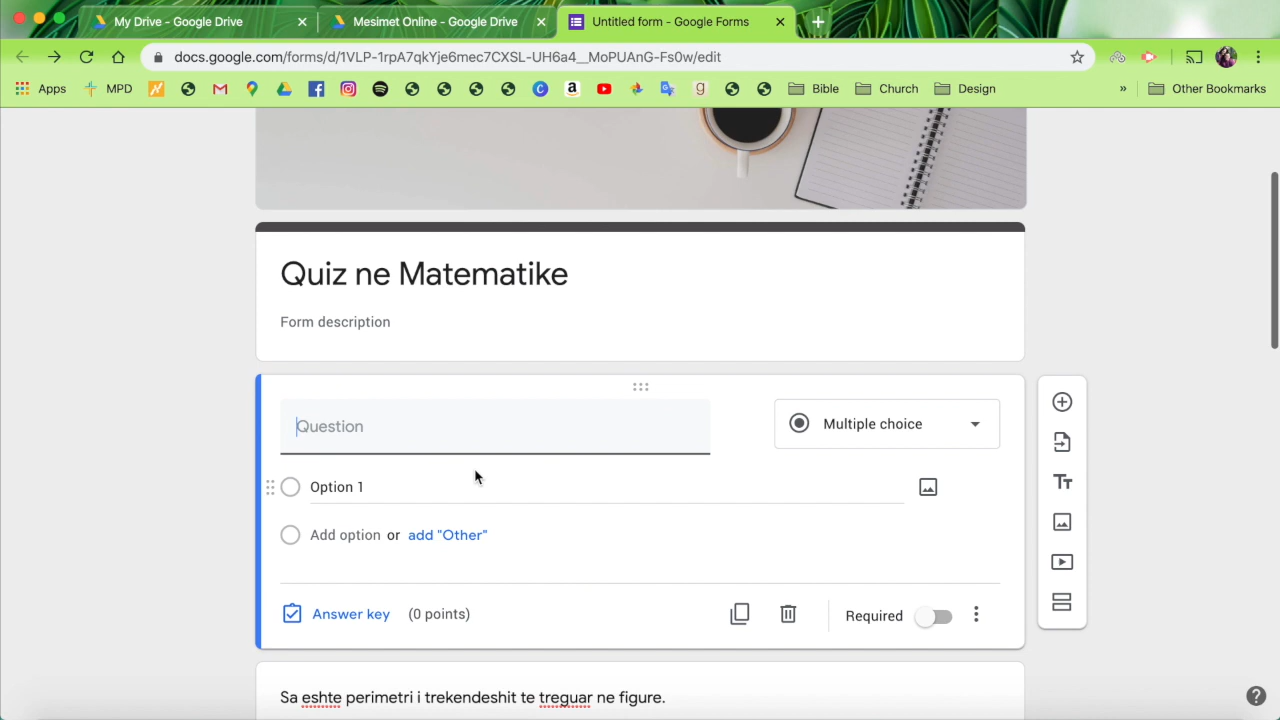 My Drive - Google Drive
Mesimet Online - Google Drive
Untitled form - Google Forms
docs.google.com/forms/d/1VLP-1rpA7qkYje6mec7CXSL-UH6a4__MoPUAnG-Fs0w/edit
Apps
MPD
Bible
Church
Design
»
Other Bookmarks
Quiz ne Matematike
Form description
Question
Multiple choice
Option 1
Add option or add "Other"
Answer key (0 points)
Required
Sa eshte perimetri i trekendeshit te treguar ne figure.